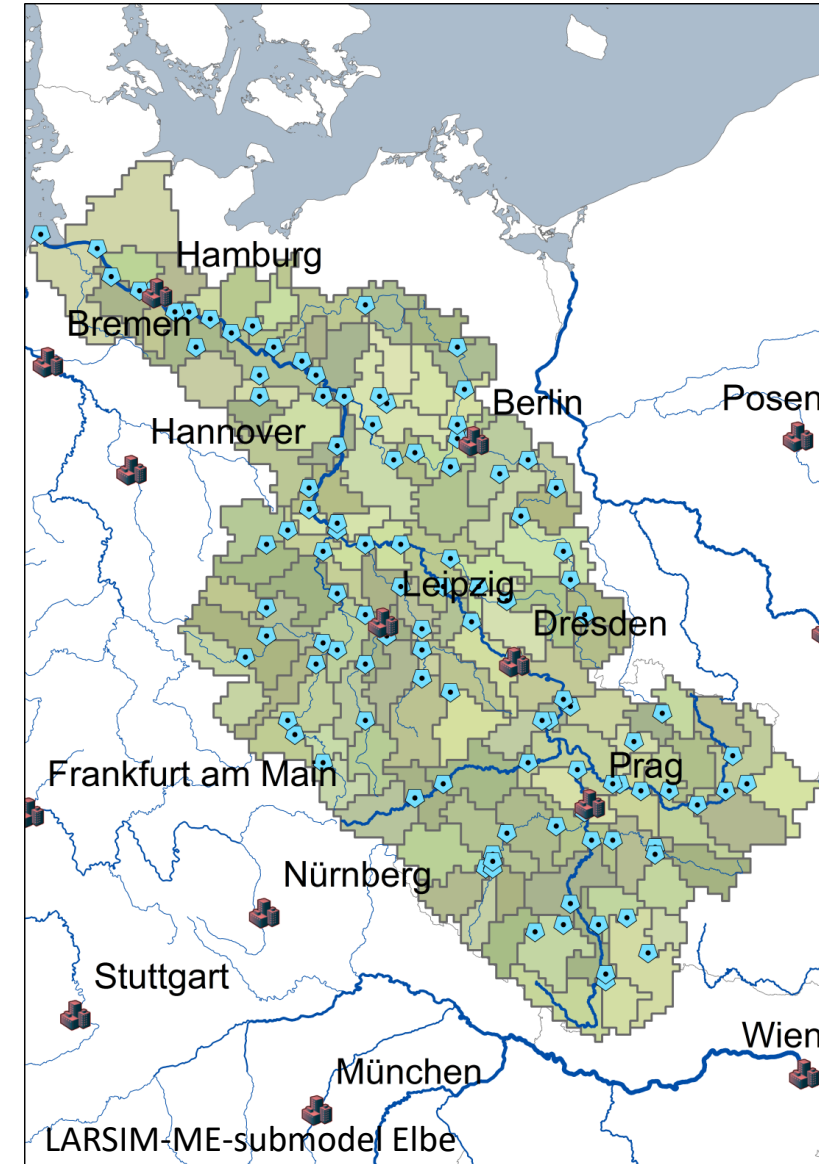 Hamburg
Bremen
Berlin
Posen
Hannover
Leipzig
Dresden
Frankfurt am Main
Prag
Nürnberg
Stuttgart
Wien
München
LARSIM-ME-submodel Elbe